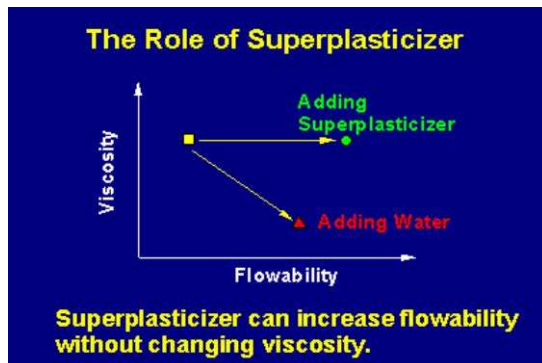 The Role of Superplasticizer
Adding
Superplasticizer
Viscosity
Adding Water
Flowability
Superplasticizer can increase flowability
without changing viscosity.